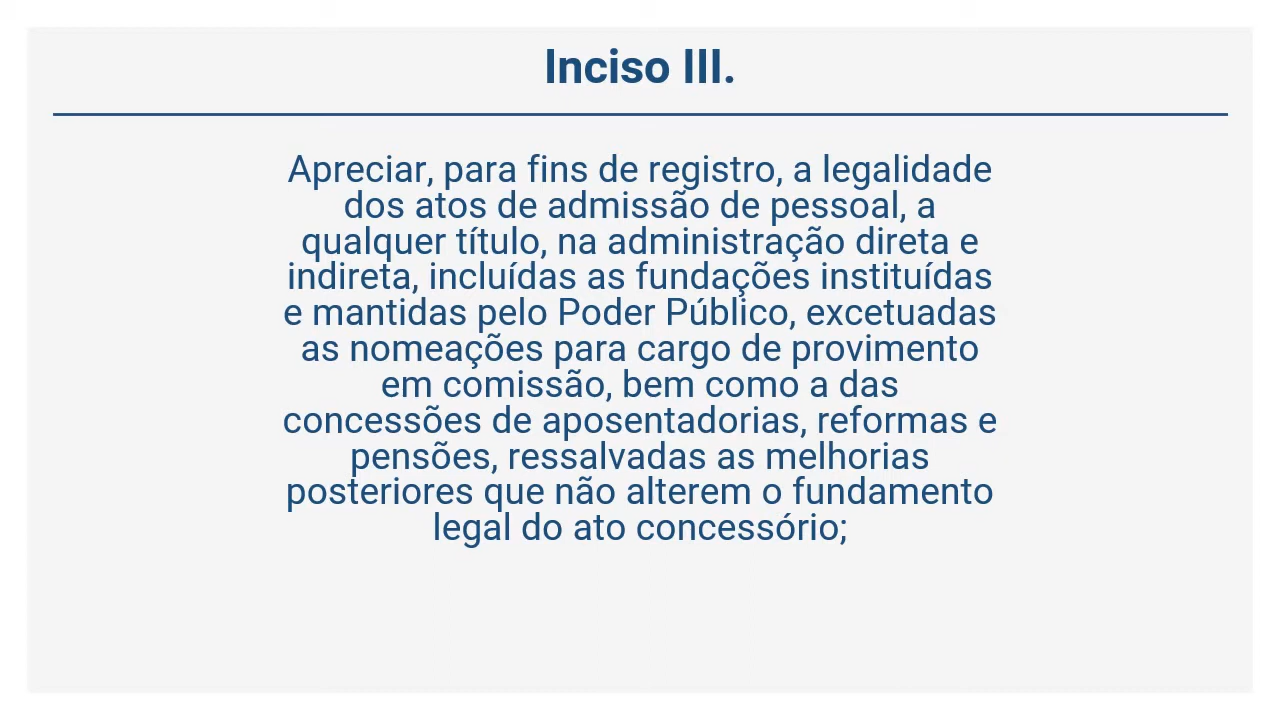 Inciso III.
Apreciar, para fins de registro, a legalidade
dos atos de admissão de pessoal, a
qualquer título, na administração direta e
indireta, incluídas as fundações instituídas
e mantidas pelo Poder Público, excetuadas
as nomeações para cargo de provimento
em comissão, bem como a das
concessões de aposentadorias, reformas e
pensões, ressalvadas as melhorias
posteriores que não alterem o fundamento
legal do ato concessório;